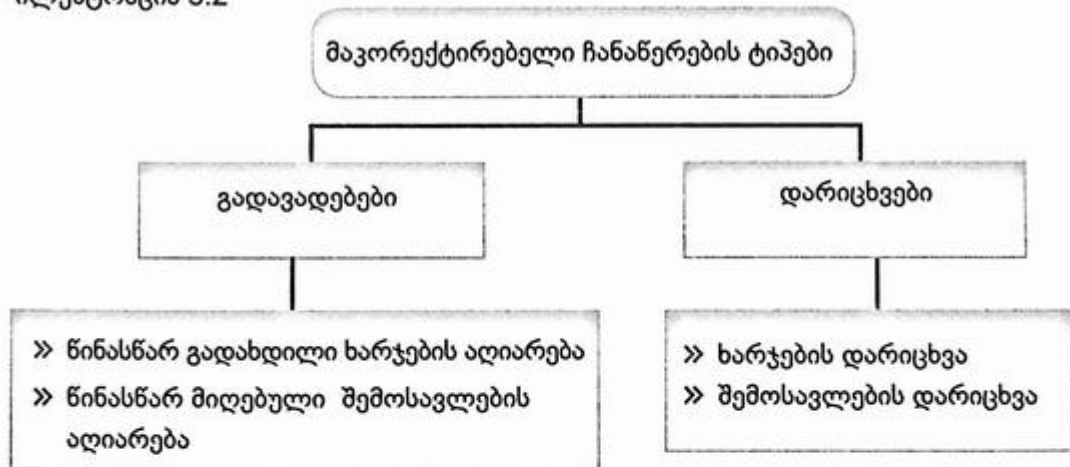 მაკორექტირებელი ჩანაწერების ტიპები
გადავადებები
დარიცხვები
» წინასწარ გადახდილი ხარჯების აღიარება
» წინასწარ მიღებული შემოსავლების
აღიარება
» ხარჯების დარიცხვა
» შემოსავლების დარიცხვა